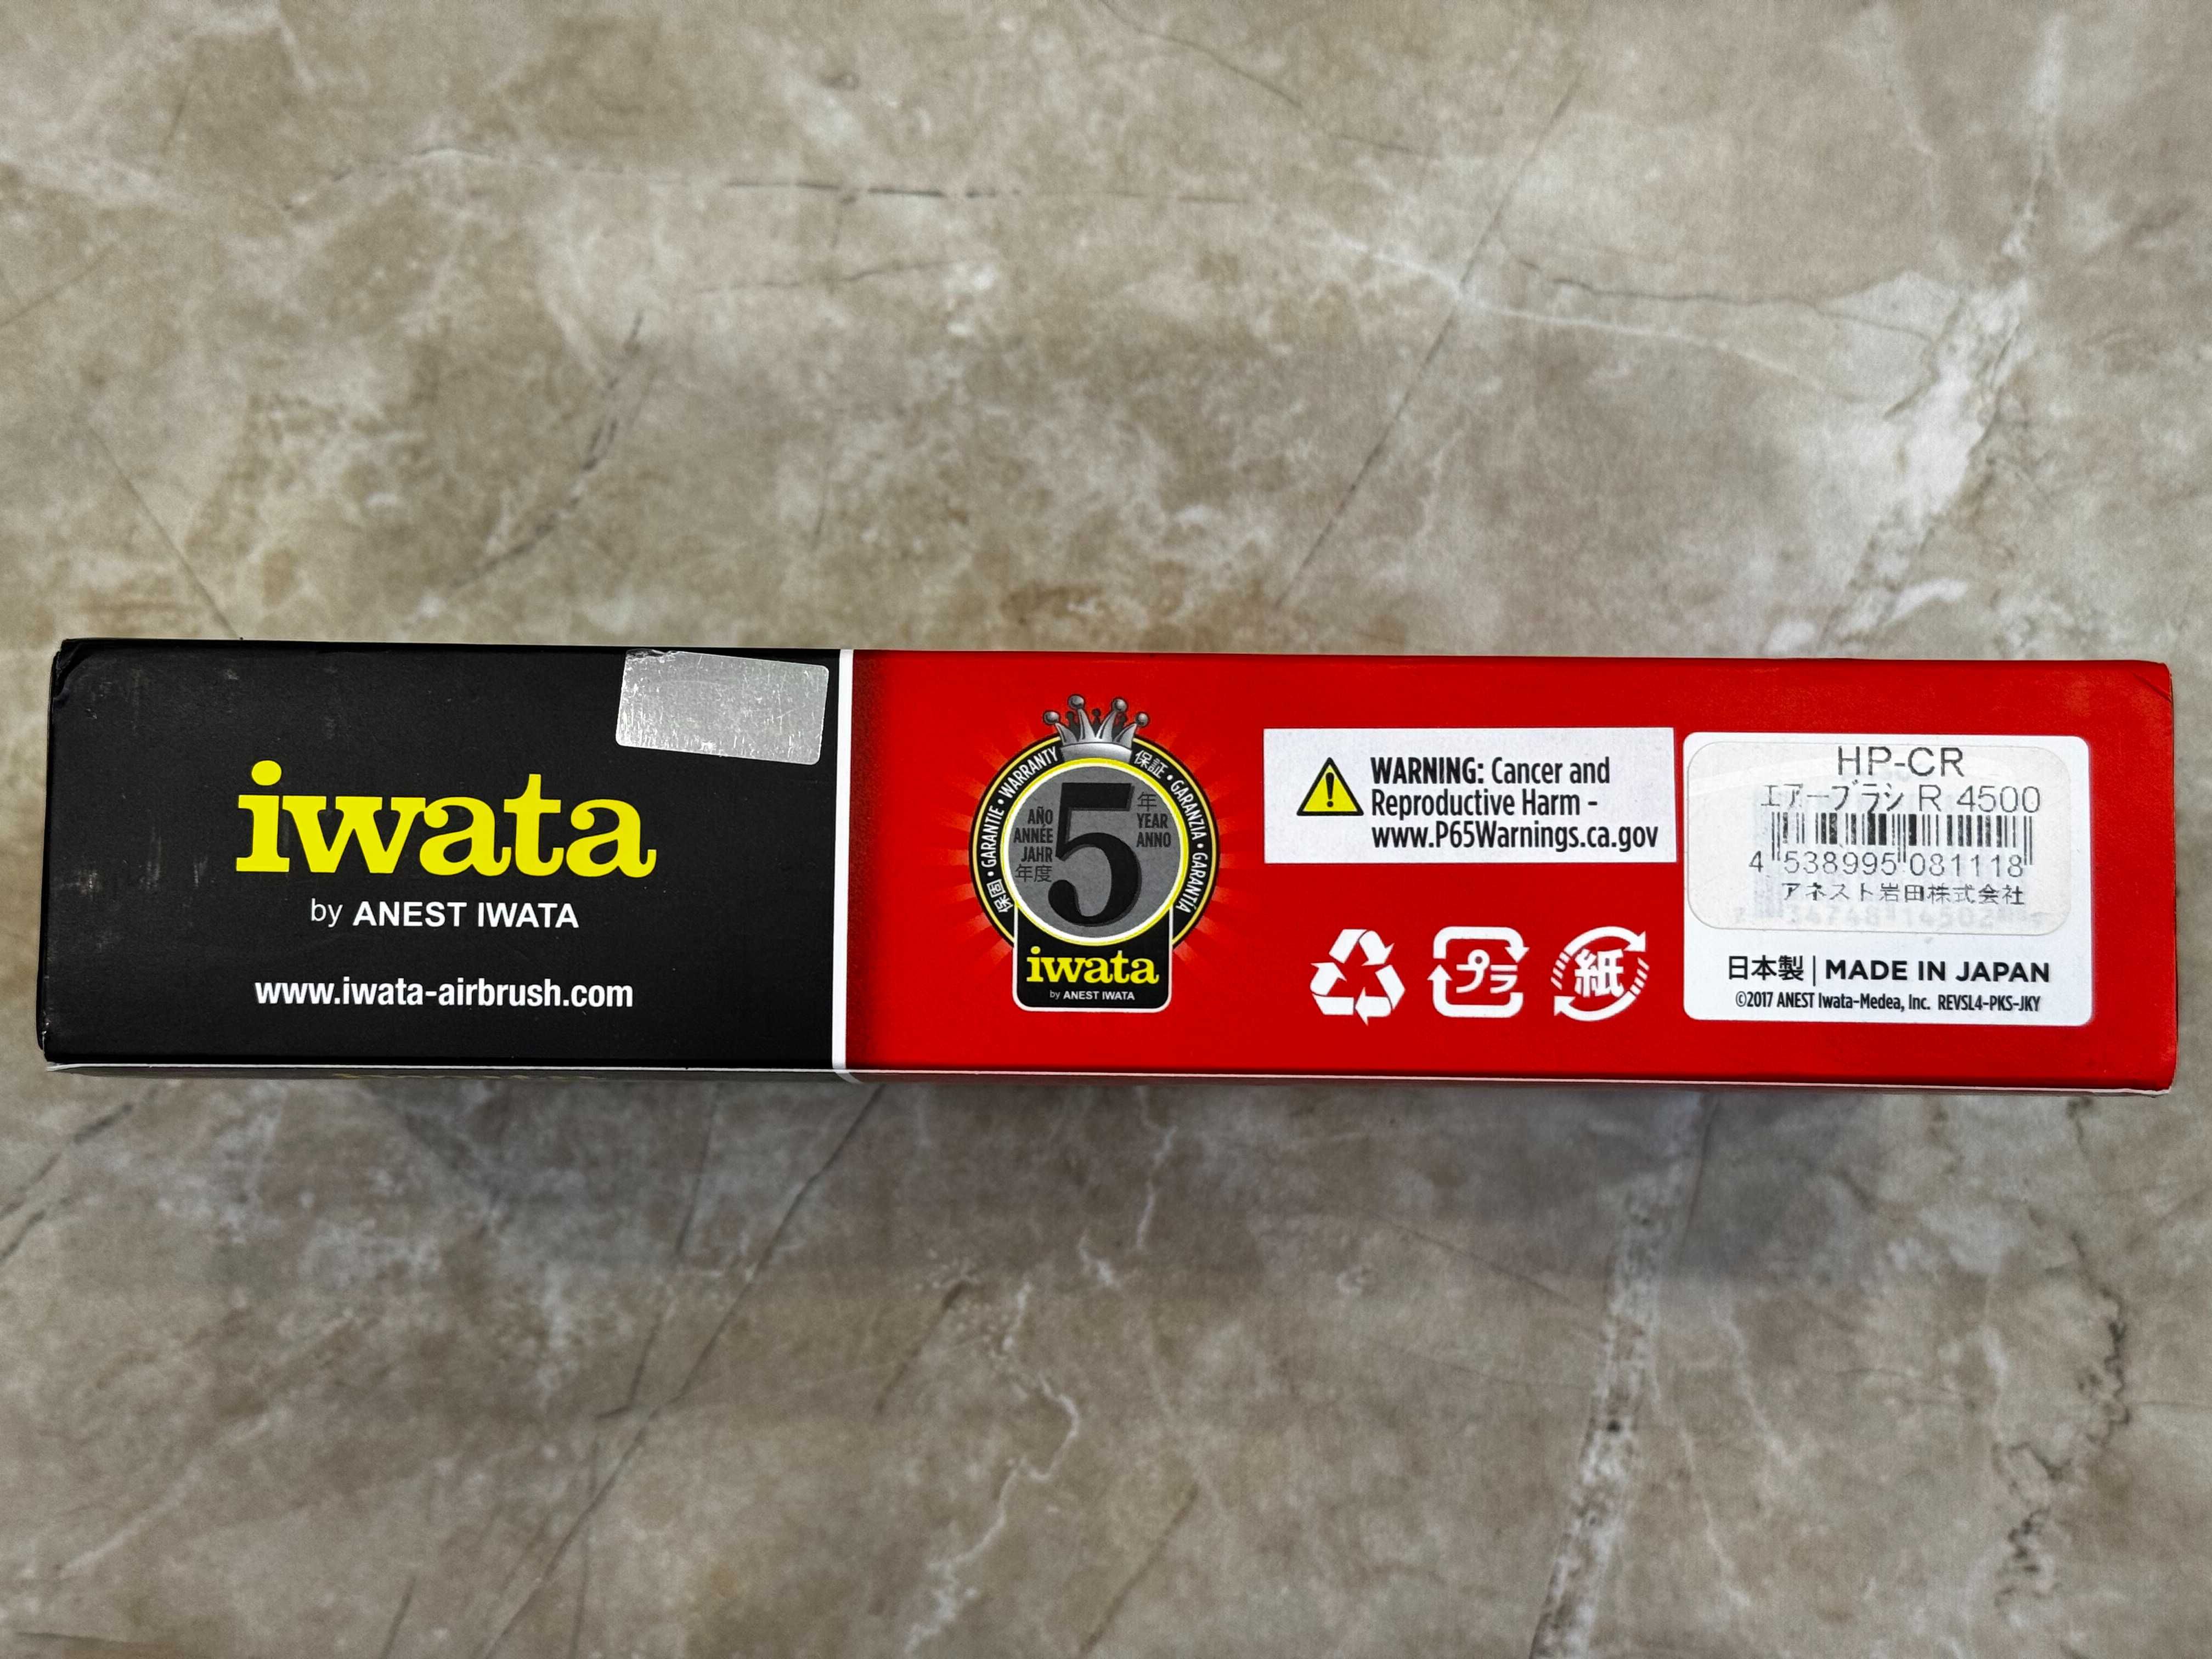 iwata
by ANEST IWATA
www.iwata-airbrush.com
保固 • GARANTIE • WARRANTY
保証 • GARANZIA • GARANTÍA
AÑO
ANNÉE
JAHR
年度
5
年
YEAR
ANNO
iwata
by ANEST IWATA
WARNING: Cancer and
Reproductive Harm -
www.P65Warnings.ca.gov
プラ
紙
HP-CR
エアーブラシ R 4500
4 538995 081118
アネスト岩田株式会社
日本製 | MADE IN JAPAN
©2017 ANEST Iwata-Medea, Inc. REVSL4-PKS-JKY